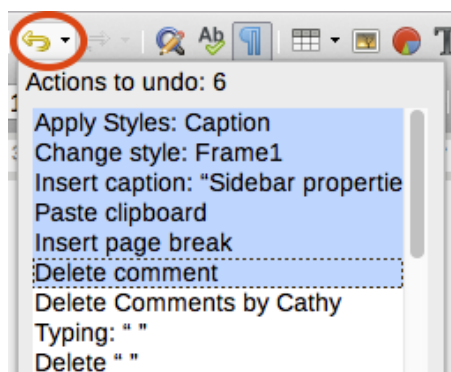 Ab
Actions to undo: 6
Apply Styles: Caption
Change style: Frame1
Insert caption: “Sidebar propertie
Paste clipboard
Insert page break
Delete comment
Delete Comments by Cathy
Typing: “ ”
Delete “ ”